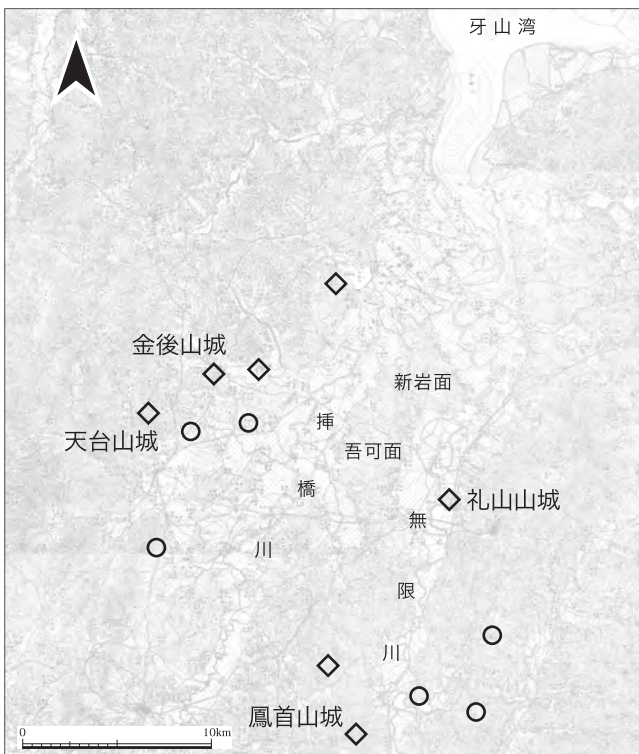 牙山湾
金後山城
新岩面
挿橋川
天台山城
吾可面
礼山山城
無限川
鳳首山城
0 10km